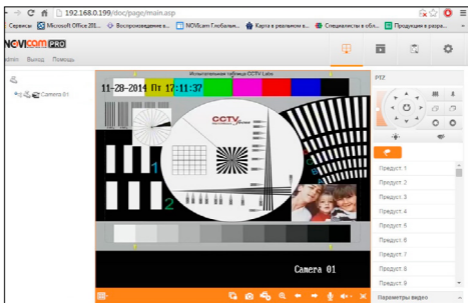 192.168.0.199/doc/page/main.asp
Сервисы Microsoft Office 201... Воспроизведение в... NOVIcam Глобальн... Карта в реальном в... Специалисты в обл... Продукция в разра...
NOVICAM PRO
admin Выход Помощь
Camera 01
Испытательная таблица CCTV Labs
11-28-2014 Пт 17:11:37
CCTV
1
2
Camera 01
PTZ
Предуст. 1
Предуст. 2
Предуст. 3
Предуст. 4
Предуст. 5
Предуст. 6
Предуст. 7
Предуст. 8
Предуст. 9
Параметры видео